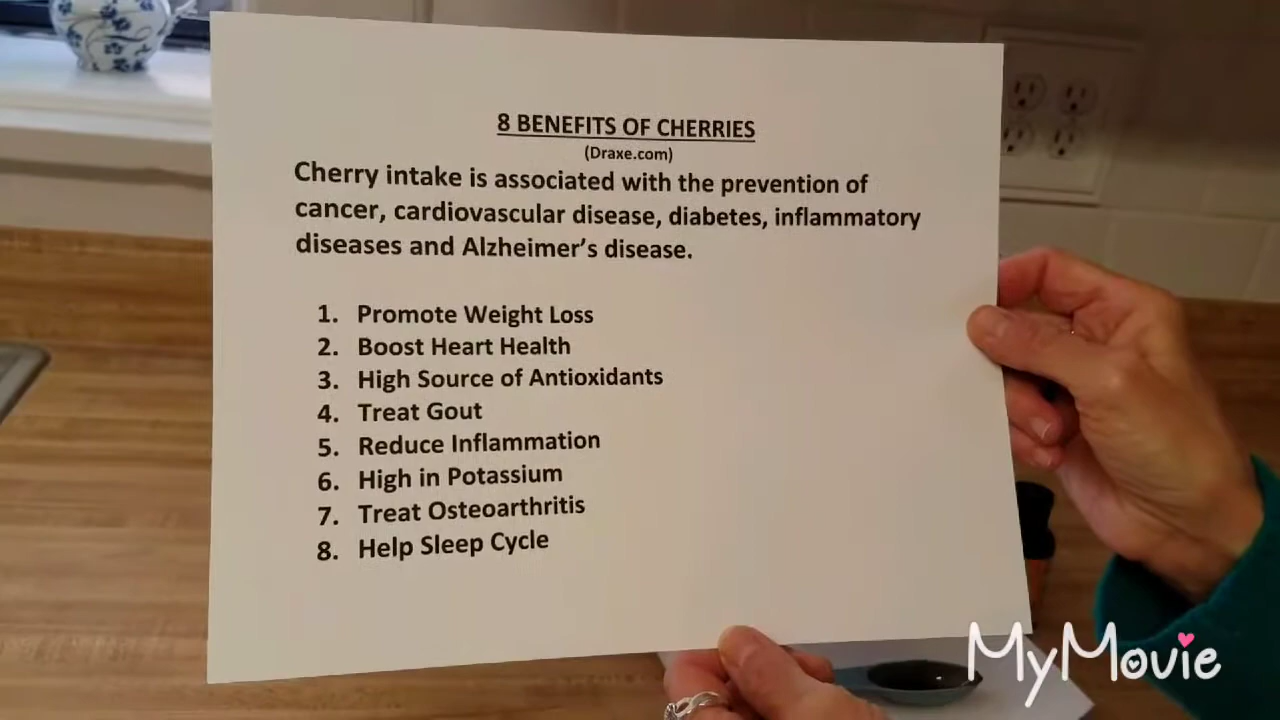 8 BENEFITS OF CHERRIES
(Draxe.com)
Cherry intake is associated with the prevention of
cancer, cardiovascular disease, diabetes, inflammatory
diseases and Alzheimer’s disease.
1. Promote Weight Loss
2. Boost Heart Health
3. High Source of Antioxidants
4. Treat Gout
5. Reduce Inflammation
6. High in Potassium
7. Treat Osteoarthritis
8. Help Sleep Cycle
MyMovie